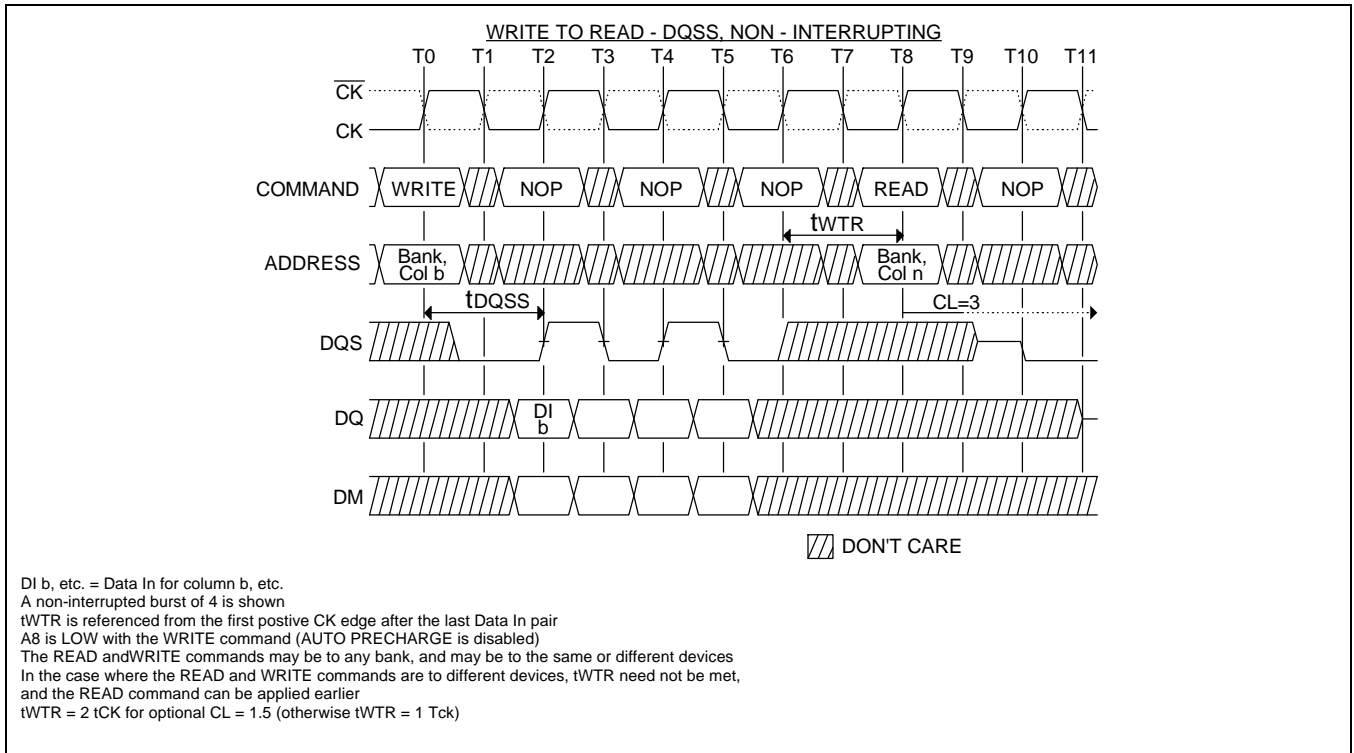 WRITE TO READ - DQSS, NON - INTERRUPTING
T0 T1 T2 T3 T4 T5 T6 T7 T8 T9 T10 T11
CK
CK
COMMAND WRITE NOP NOP NOP READ NOP
tWTR
ADDRESS Bank, Col b Bank, Col n
tDQSS CL=3
DQS
DQ DI b
DM
DON'T CARE
DI b, etc. = Data In for column b, etc.
A non-interrupted burst of 4 is shown
tWTR is referenced from the first postive CK edge after the last Data In pair
A8 is LOW with the WRITE command (AUTO PRECHARGE is disabled)
The READ andWRITE commands may be to any bank, and may be to the same or different devices
In the case where the READ and WRITE commands are to different devices, tWTR need not be met,
and the READ command can be applied earlier
tWTR = 2 tCK for optional CL = 1.5 (otherwise tWTR = 1 Tck)